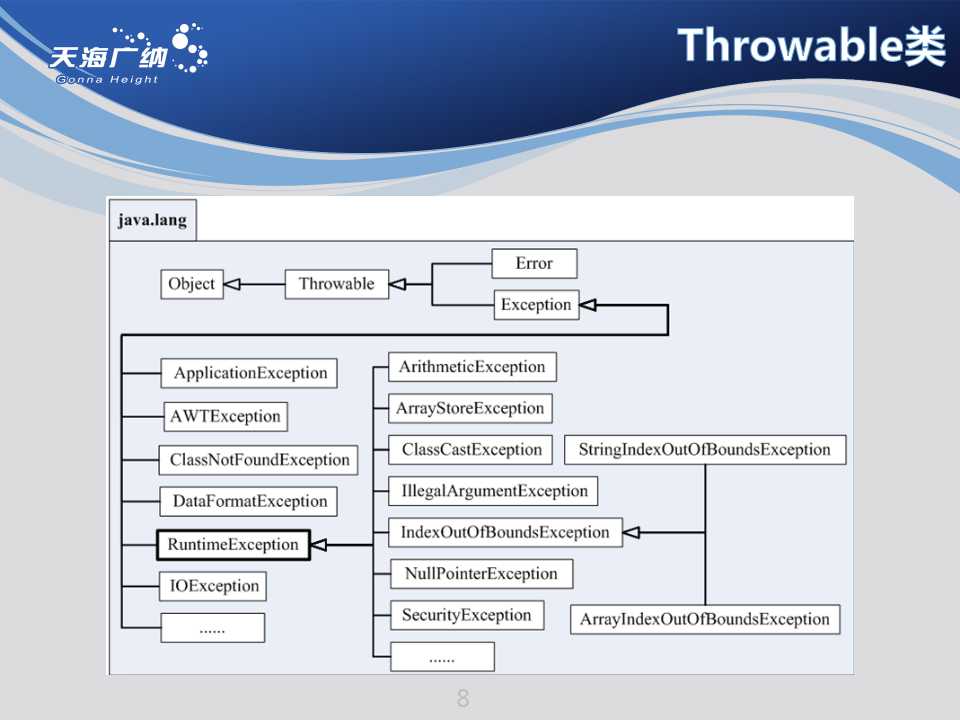 天海广纳
Gonna Height
Throwable类
java.lang
Object
Throwable
Error
Exception
ApplicationException
AWTException
ClassNotFoundException
DataFormatException
RuntimeException
IOException
......
ArithmeticException
ArrayStoreException
ClassCastException
IllegalArgumentException
IndexOutOfBoundsException
NullPointerException
SecurityException
......
StringIndexOutOfBoundsException
ArrayIndexOutOfBoundsException
8